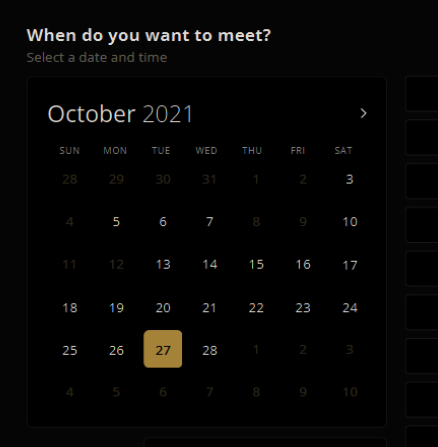 When do you want to meet?
Select a date and time
October 2021 >
SUN MON TUE WED THU FRI SAT
28 29 30 31 1 2 3
4 5 6 7 8 9 10
11 12 13 14 15 16 17
18 19 20 21 22 23 24
25 26 27 28 1 2 3
4 5 6 7 8 9 10